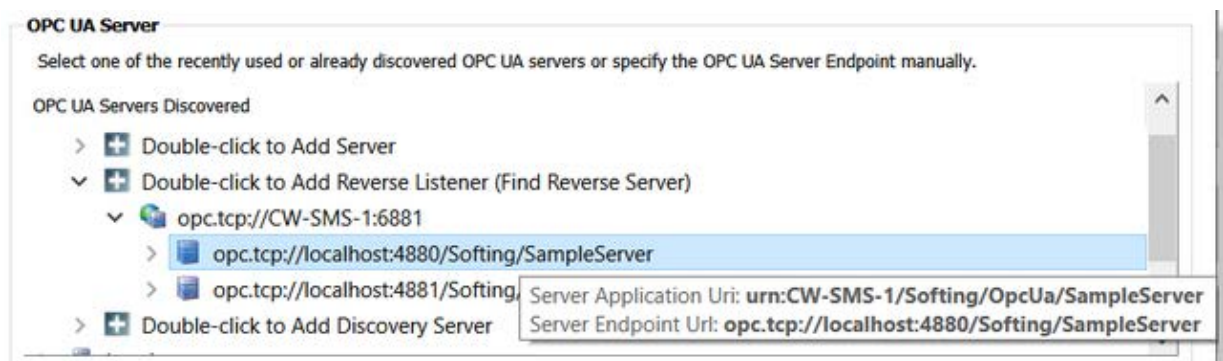 OPC UA Server
Select one of the recently used or already discovered OPC UA servers or specify the OPC UA Server Endpoint manually.
OPC UA Servers Discovered
Double-click to Add Server
Double-click to Add Reverse Listener (Find Reverse Server)
opc.tcp://CW-SMS-1:6881
opc.tcp://localhost:4880/Softing/SampleServer
opc.tcp://localhost:4881/Softing/
Server Application Uri: urn:CW-SMS-1/Softing/OpcUa/SampleServer
Double-click to Add Discovery Server
Server Endpoint Url: opc.tcp://localhost:4880/Softing/SampleServer